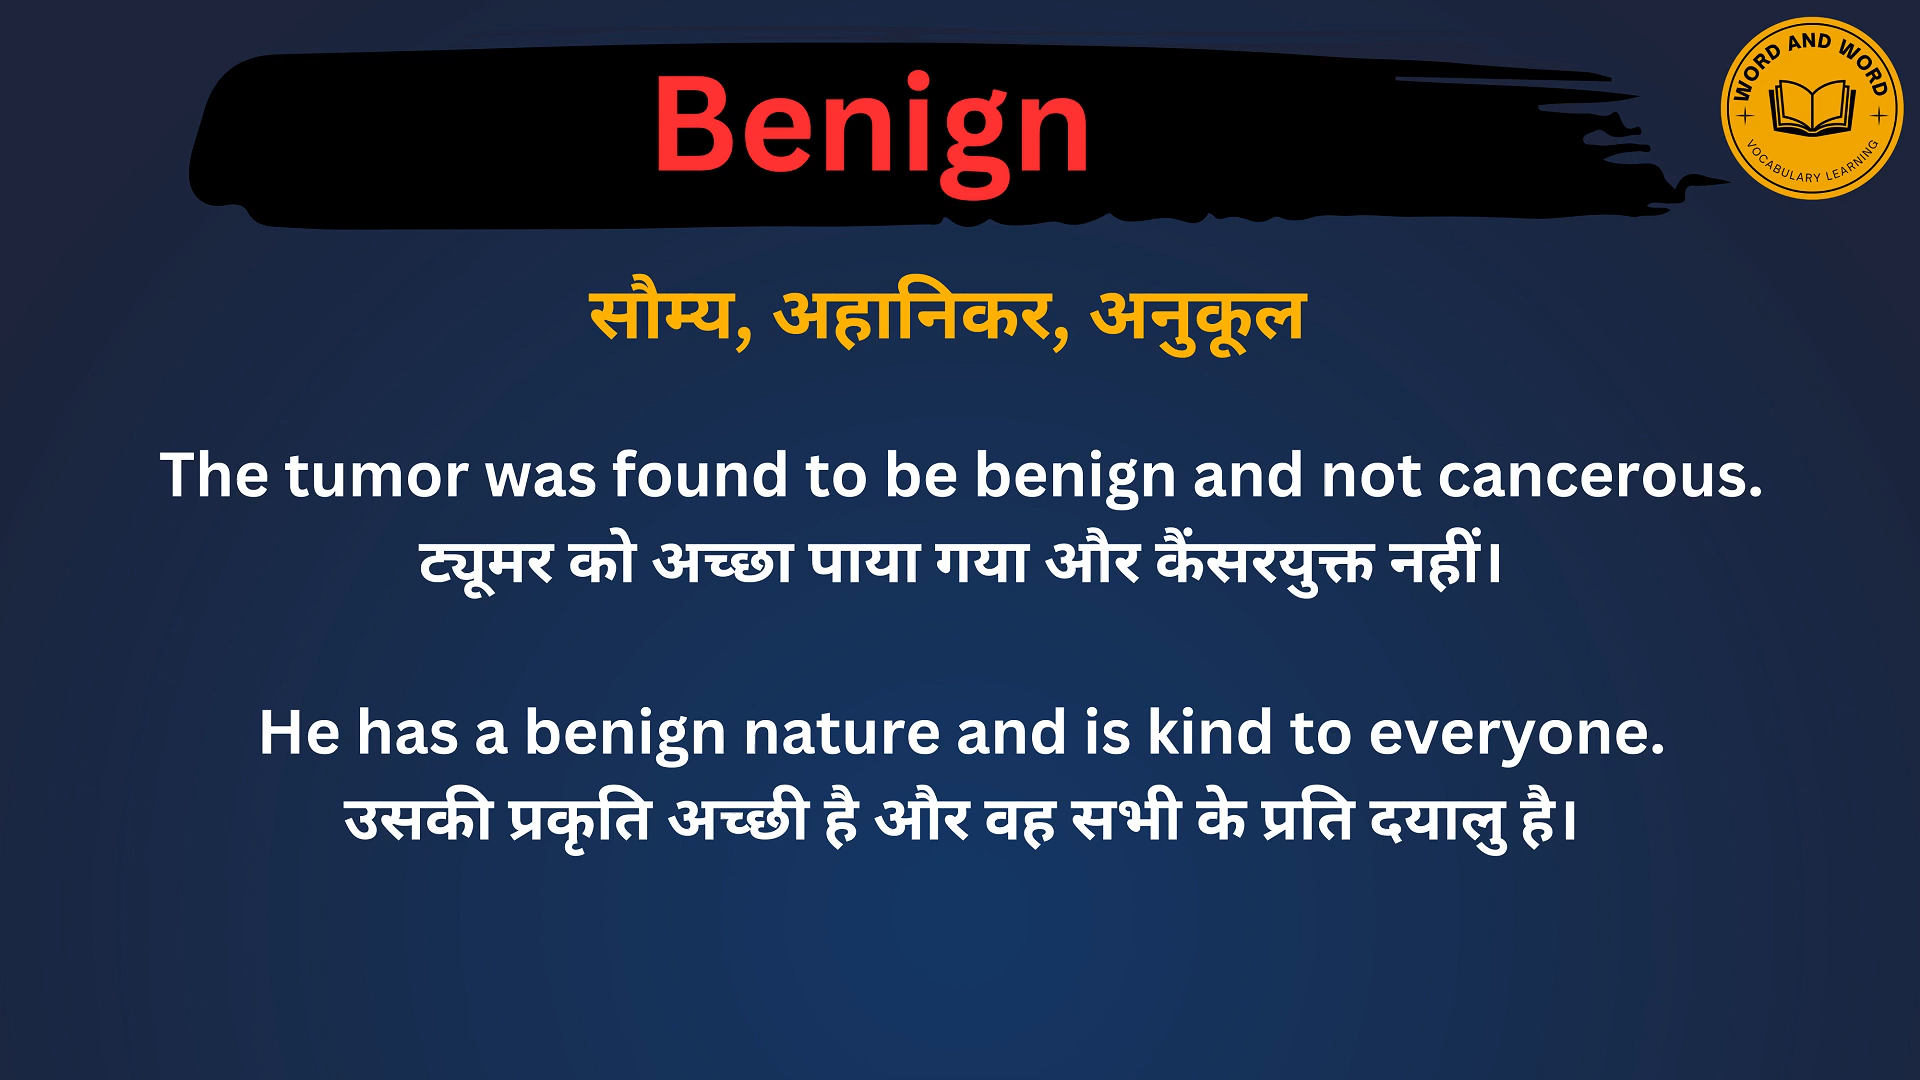 Benign
WORD AND WORD
VOCABULARY LEARNING
सौम्य, अहानिकर, अनुकूल
The tumor was found to be benign and not cancerous.
ट्यूमर को अच्छा पाया गया और कैंसरयुक्त नहीं।
He has a benign nature and is kind to everyone.
उसकी प्रकृति अच्छी है और वह सभी के प्रति दयालु है।